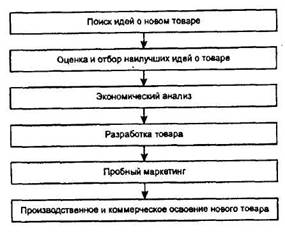 Поиск идей о новом товаре
Оценка и отбор наилучших идей о товаре
Экономический анализ
Разработка товара
Пробный маркетинг
Производственное и коммерческое освоение нового товара